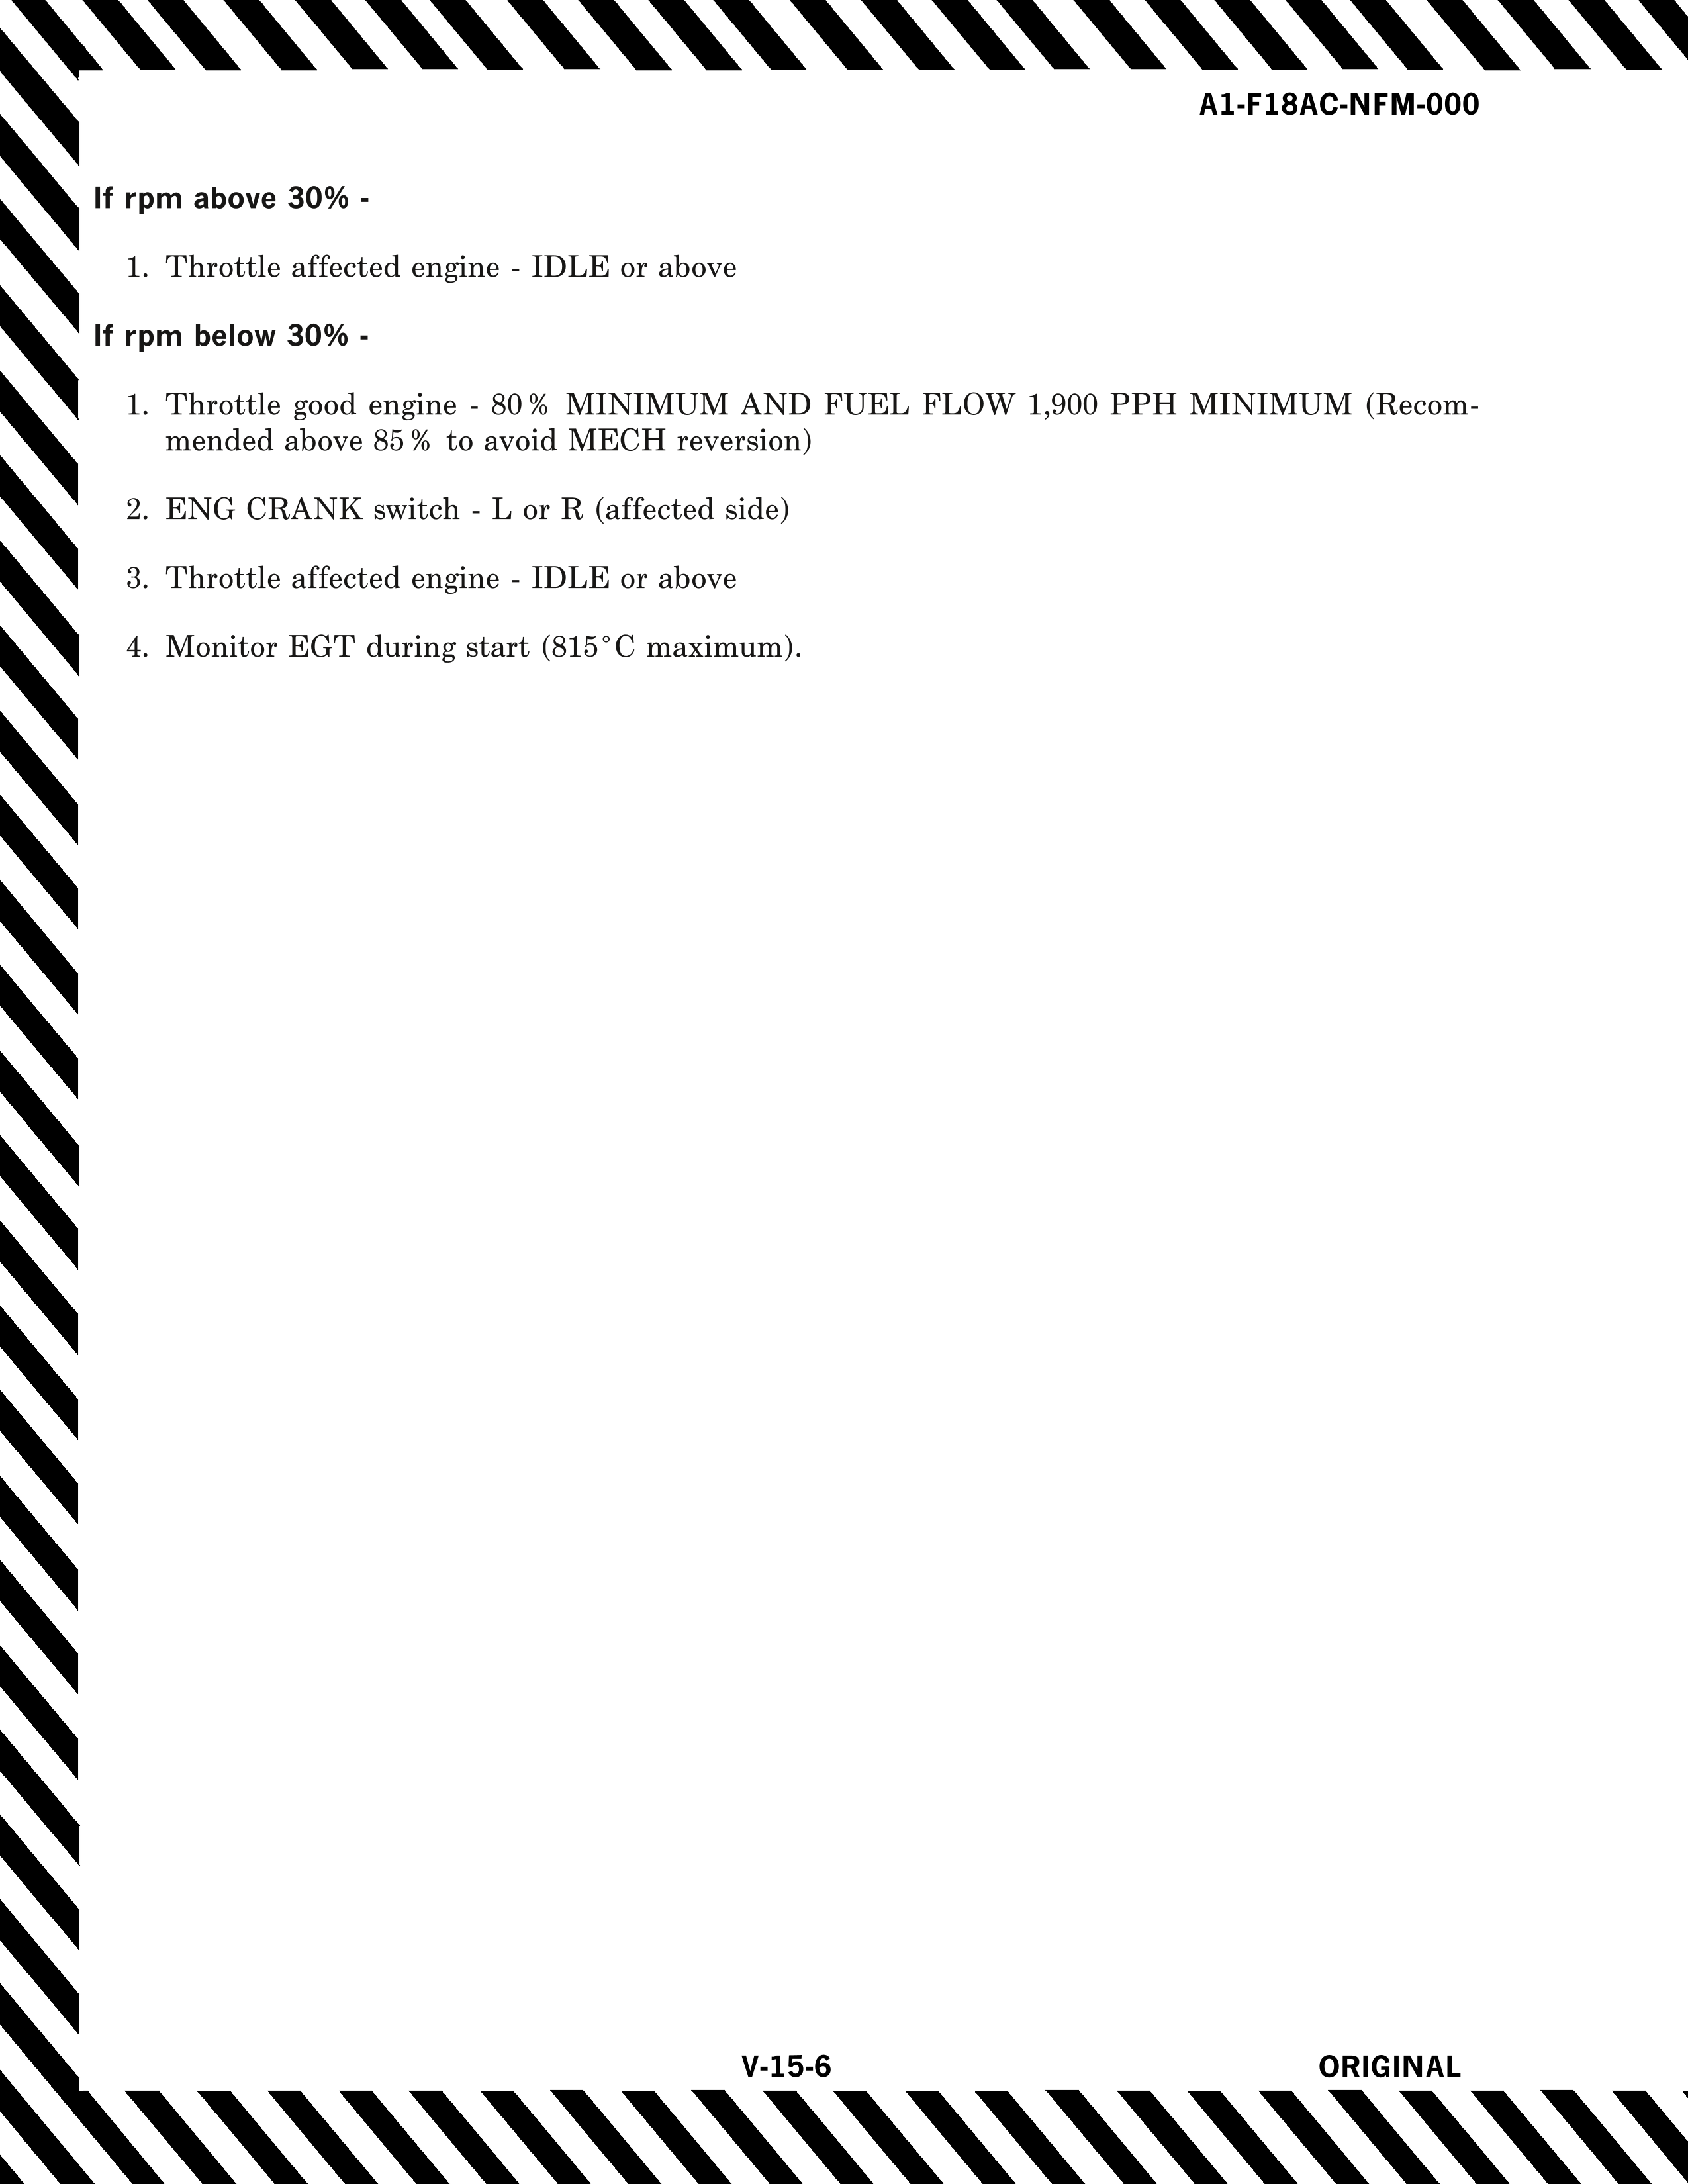 A1-F18AC-NFM-000
If rpm above 30% -
1. Throttle affected engine - IDLE or above
If rpm below 30% -
1. Throttle good engine - 80% MINIMUM AND FUEL FLOW 1,900 PPH MINIMUM (Recom-
mended above 85% to avoid MECH reversion)
2. ENG CRANK switch - L or R (affected side)
3. Throttle affected engine - IDLE or above
4. Monitor EGT during start (815°C maximum).
V-15-6 ORIGINAL